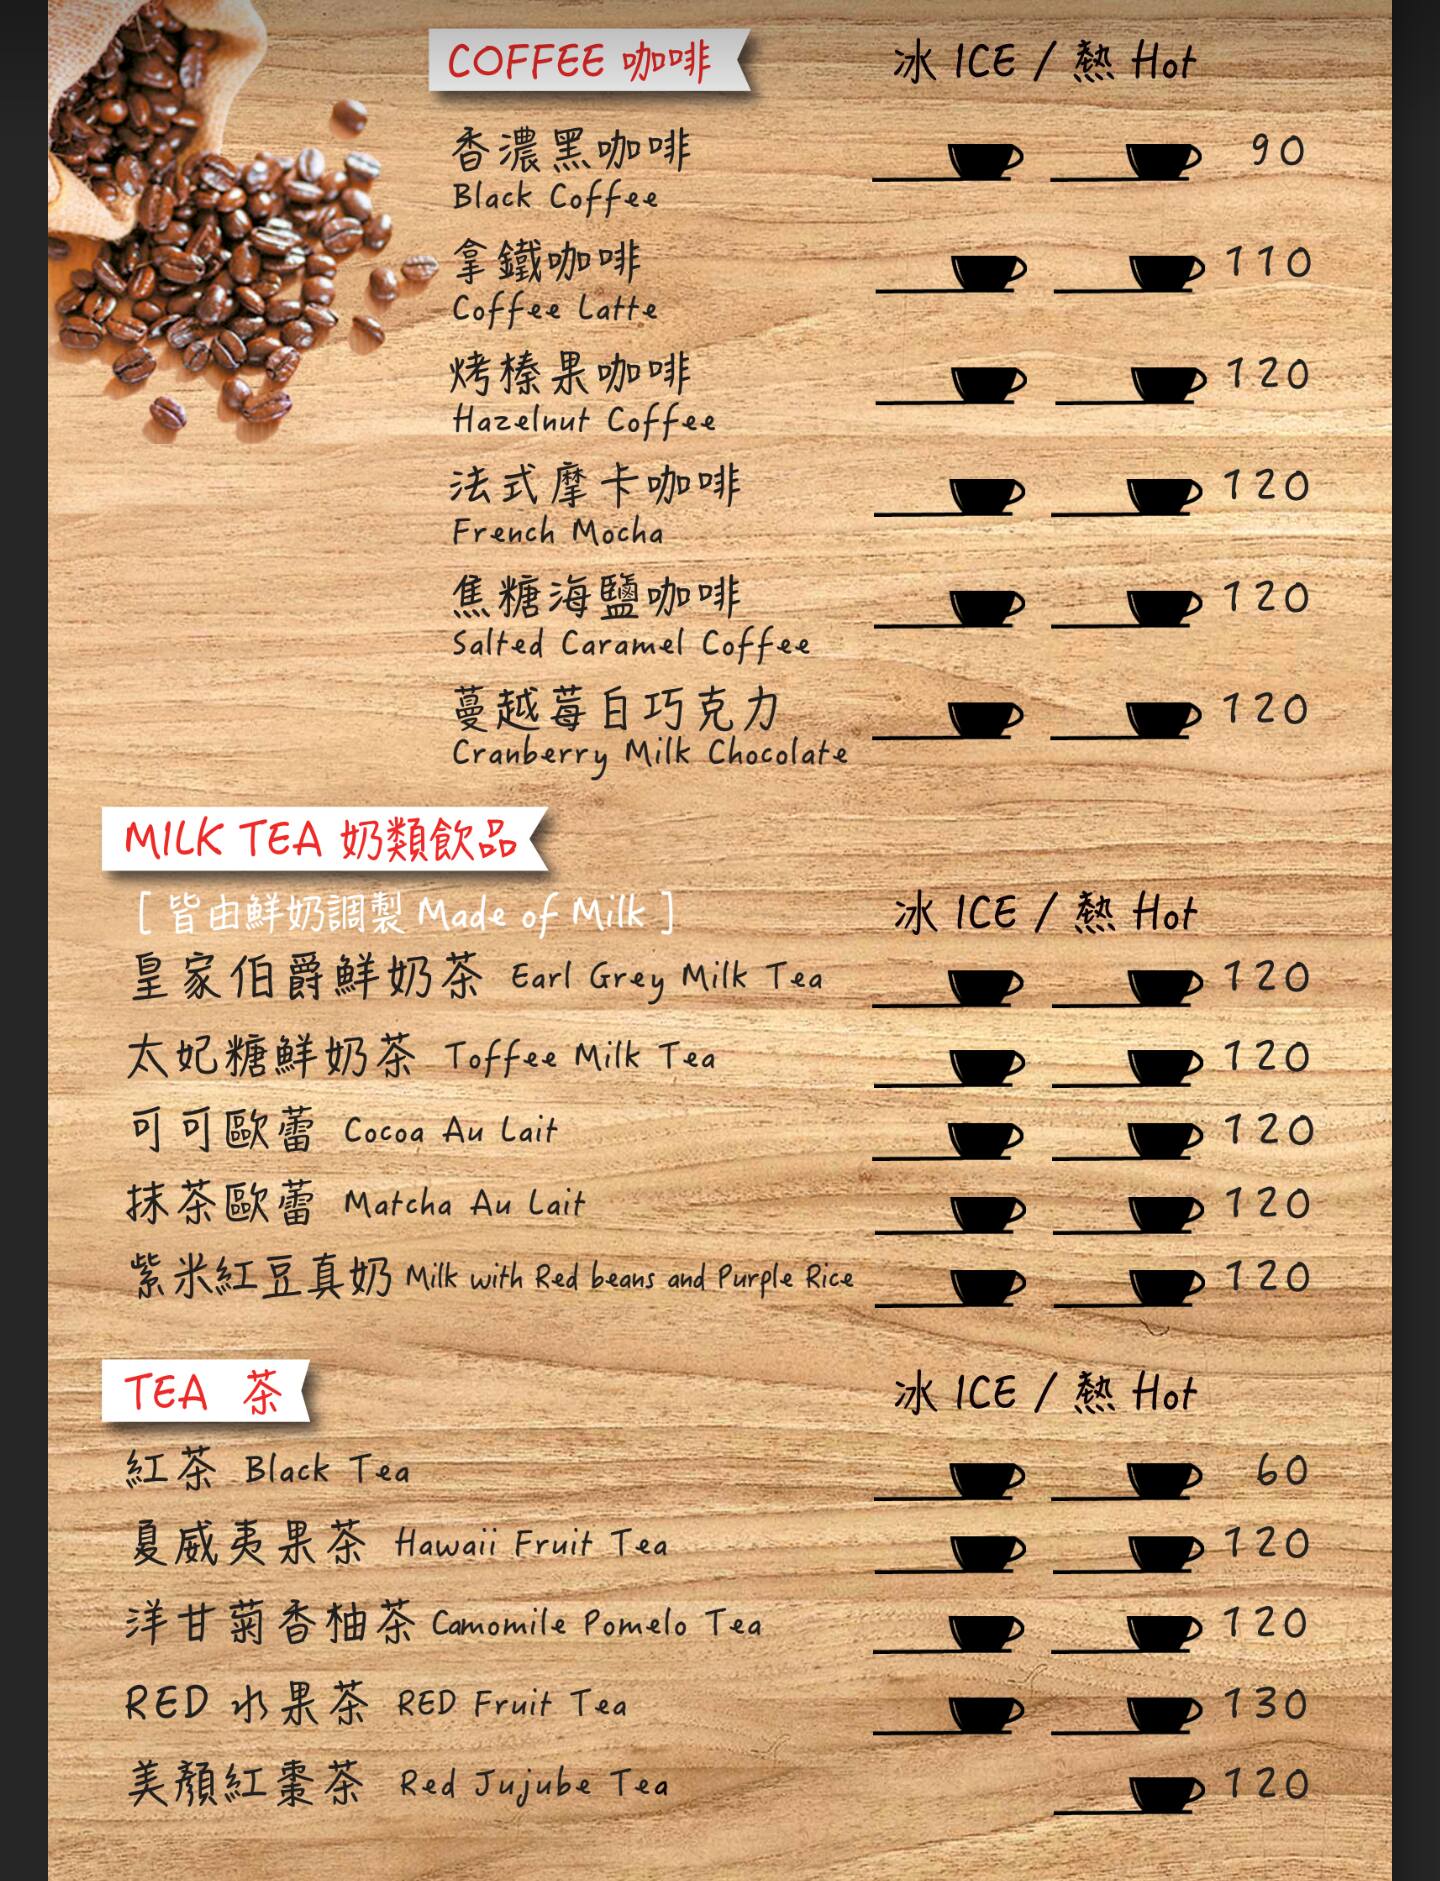 COFFEE 咖啡
冰 ICE / 熱 Hot
香濃黑咖啡 90
Black Coffee
拿鐵咖啡 110
Coffee Latte
烤榛果咖啡 120
Hazelnut Coffee
法式摩卡咖啡 120
French Mocha
焦糖海鹽咖啡 120
Salted Caramel Coffee
蔓越莓白巧克力 120
Cranberry Milk Chocolate
MILK TEA 奶類飲品
[ 皆由鮮奶調製 Made of Milk ] 冰 ICE / 熱 Hot
皇家伯爵鮮奶茶 Earl Grey Milk Tea 120
太妃糖鮮奶茶 Toffee Milk Tea 120
可可歐蕾 Cocoa Au Lait 120
抹茶歐蕾 Matcha Au Lait 120
紫米紅豆真奶 Milk with Red beans and Purple Rice 120
TEA 茶 冰 ICE / 熱 Hot
紅茶 Black Tea 60
夏威夷果茶 Hawaii Fruit Tea 120
洋甘菊香柚茶 Camomile Pomelo Tea 120
RED 水果茶 RED Fruit Tea 130
美顏紅棗茶 Red Jujube Tea 120